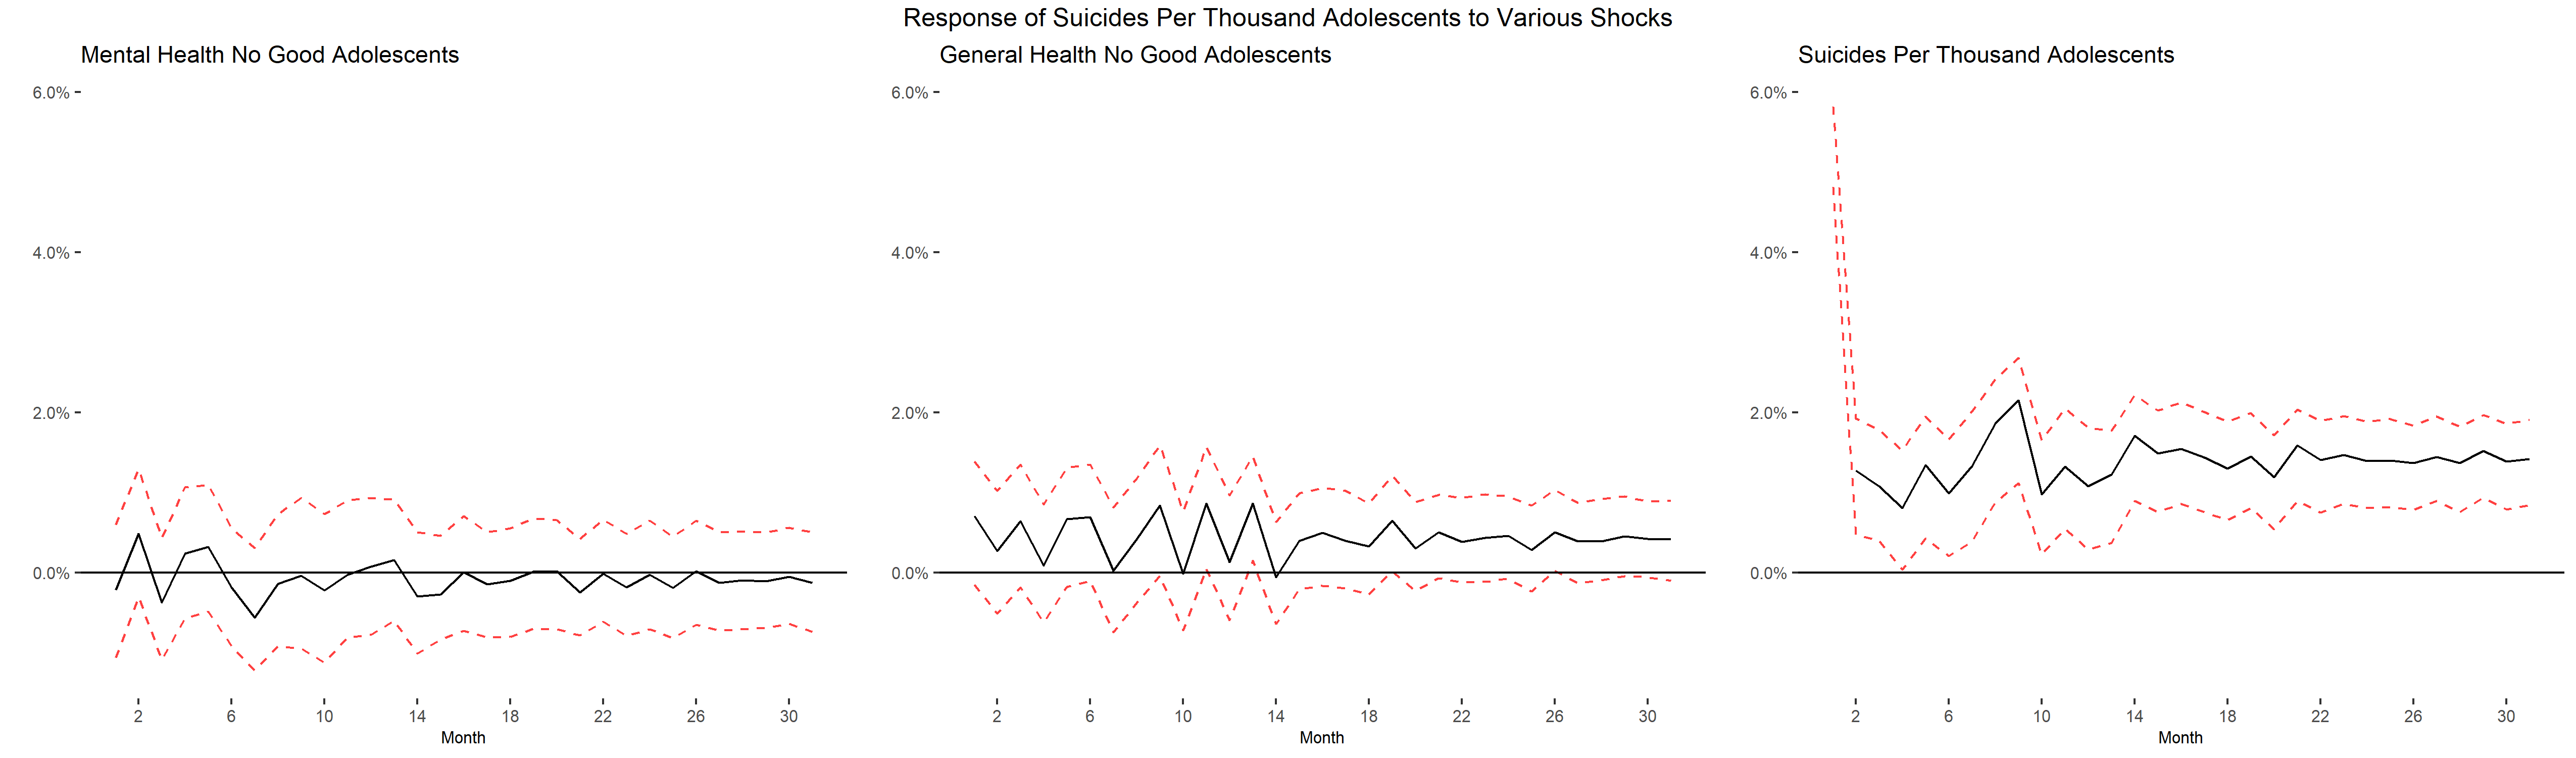 Response of Suicides Per Thousand Adolescents to Various Shocks
Mental Health No Good Adolescents
6.0%
4.0%
2.0%
0.0%
2 6 10 14 18 22 26 30
Month
General Health No Good Adolescents
6.0%
4.0%
2.0%
0.0%
2 6 10 14 18 22 26 30
Month
Suicides Per Thousand Adolescents
6.0%
4.0%
2.0%
0.0%
2 6 10 14 18 22 26 30
Month